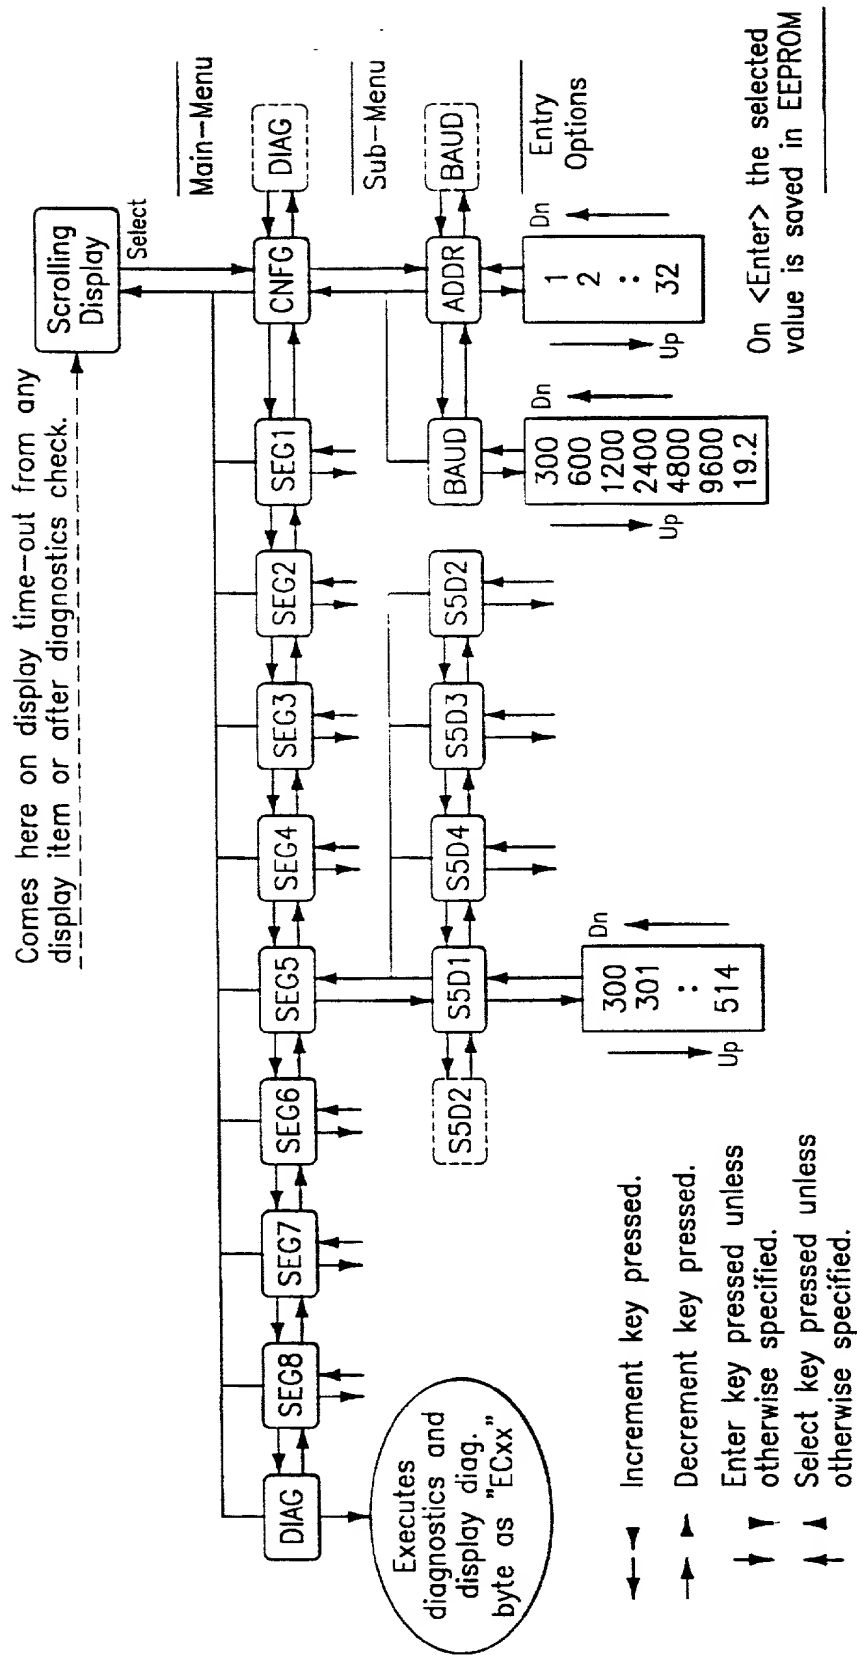 Comes here on display time-out from any
display item or after diagnostics check.
Scrolling
Display
Select
Main-Menu
DIAG
SEG8
SEG7
SEG6
SEG5
SEG4
SEG3
SEG2
SEG1
CNFG
DIAG
Sub-Menu
S5D2
S5D1
S5D4
S5D3
S5D2
BAUD
ADDR
BAUD
Entry
Options
Executes
diagnostics and
display diag.
byte as "ECxx"
Up
300
301
:
514
Dn
Up
300
600
1200
2400
4800
9600
19.2
Dn
Up
1
2
:
32
Dn
On <Enter> the selected
value is saved in EEPROM
Increment key pressed.
Decrement key pressed.
Enter key pressed unless
otherwise specified.
Select key pressed unless
otherwise specified.